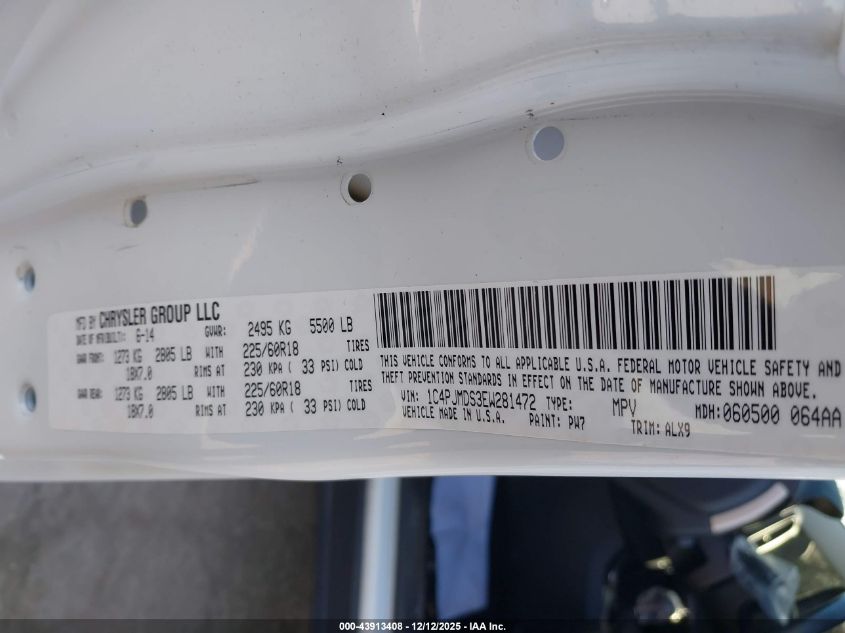 MFD BY CHRYSLER GROUP LLC
DATE OF MFR(BUILT): 6-14 GVWR: 2495 KG 5500 LB
GAWR FRONT: 1273 KG 2805 LB WITH 225/60R18 TIRES
18X7.0 RIMS AT 230 KPA ( 33 PSI) COLD
GAWR REAR: 1273 KG 2805 LB WITH 225/60R18 TIRES
18X7.0 RIMS AT 230 KPA ( 33 PSI) COLD
THIS VEHICLE CONFORMS TO ALL APPLICABLE U.S.A. FEDERAL MOTOR VEHICLE SAFETY AND
THEFT PREVENTION STANDARDS IN EFFECT ON THE DATE OF MANUFACTURE SHOWN ABOVE.
VIN: 1C4PJMDS3EW281472 TYPE: MPV MDH: 060500 064AA
VEHICLE MADE IN U.S.A. PAINT: PW7 TRIM: ALX9
000-43913408 - 12/12/2025 - IAA Inc.